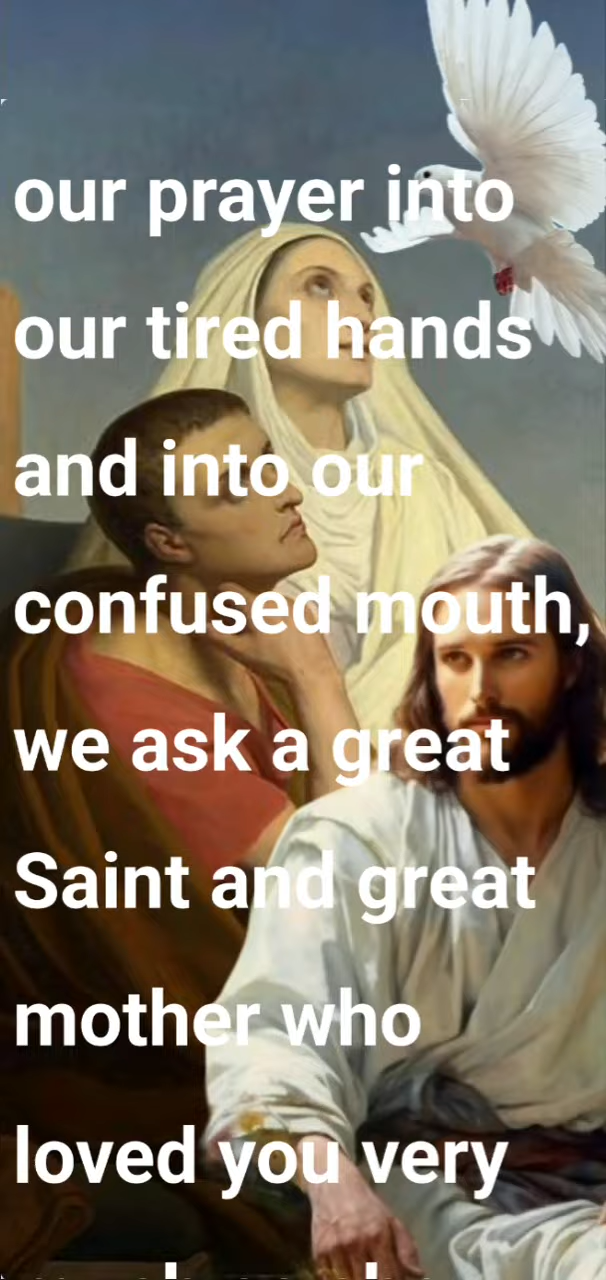 our prayer into
our tired hands
and into our
confused mouth,
we ask a great
Saint and great
mother who
loved you very